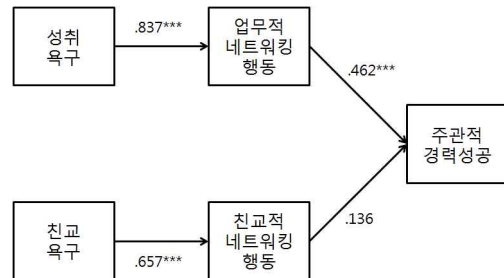 성취
욕구
.837***
업무적
네트워킹
행동
.462***
주관적
경력성공
친교
욕구
.657***
친교적
네트워킹
행동
.136